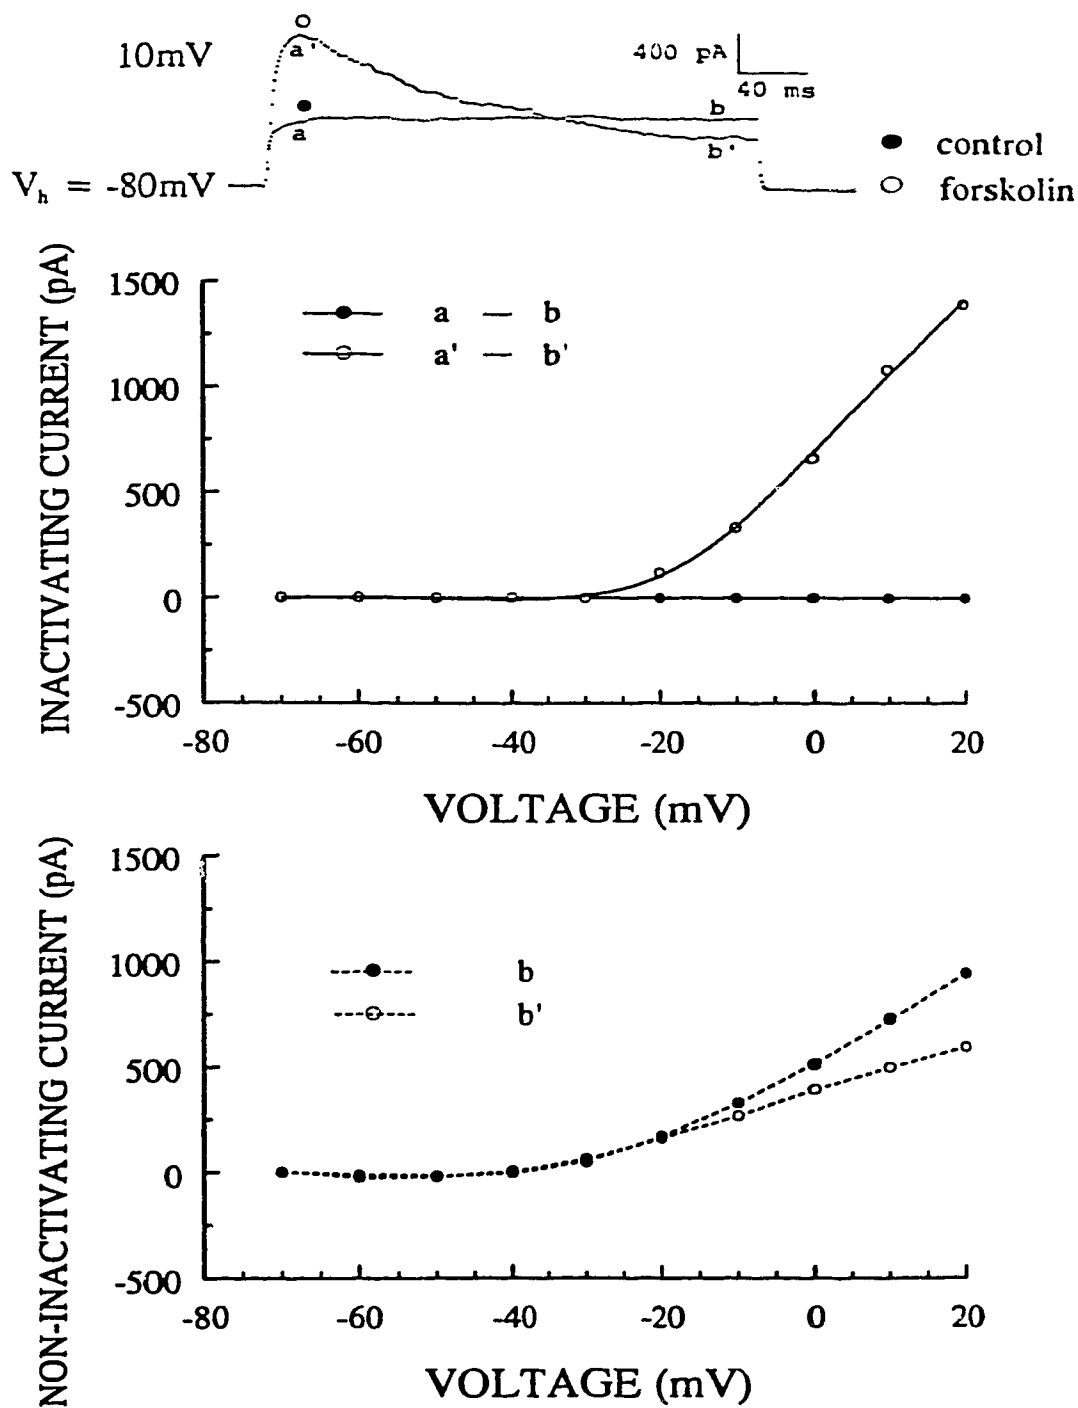 10mV
a'
400 pA
40 ms
a
b
b'
V_h = -80mV
● control
○ forskolin
INACTIVATING CURRENT (pA)
1500
1000
500
0
-500
a — b
a' — b'
-80 -60 -40 -20 0 20
VOLTAGE (mV)
NON-INACTIVATING CURRENT (pA)
1500
1000
500
0
-500
b
b'
-80 -60 -40 -20 0 20
VOLTAGE (mV)